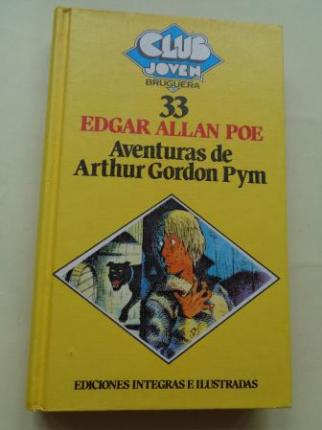 CLUB
JOVEN
BRUGUERA
33
EDGAR ALLAN POE
Aventuras de
Arthur Gordon Pym
EDICIONES INTEGRAS E ILUSTRADAS